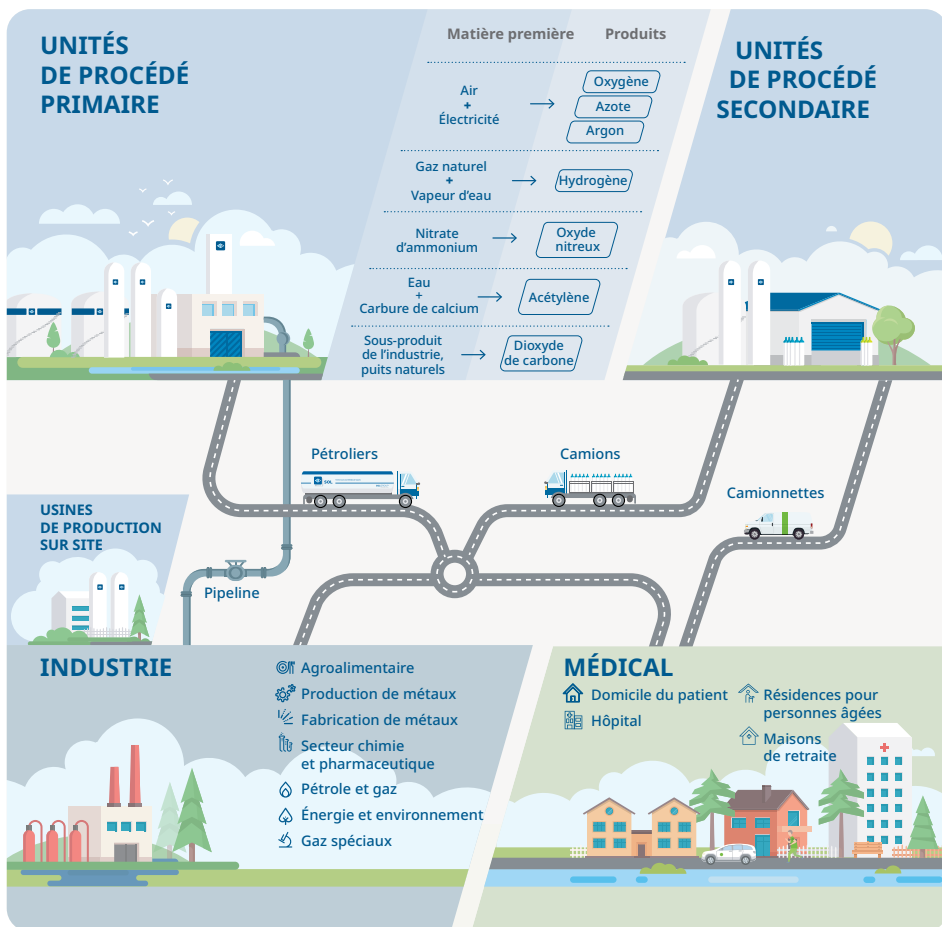 UNITÉS
DE PROCÉDÉ
PRIMAIRE
Matière première
Produits
Air
+
Électricité
Oxygène
Azote
Argon
Gaz naturel
+
Vapeur d'eau
Hydrogène
Nitrate
d'ammonium
Oxyde
nitreux
Eau
+
Carbure de calcium
Acétylène
Sous-produit
de l'industrie,
puits naturels
Dioxyde
de carbone
UNITÉS
DE PROCÉDÉ
SECONDAIRE
Pétroliers
SOL
Camions
Camionnettes
USINES
DE PRODUCTION
SUR SITE
Pipeline
INDUSTRIE
Agroalimentaire
Production de métaux
Fabrication de métaux
Secteur chimie
et pharmaceutique
Pétrole et gaz
Énergie et environnement
Gaz spéciaux
MÉDICAL
Domicile du patient
Hôpital
Résidences pour
personnes âgées
Maisons
de retraite